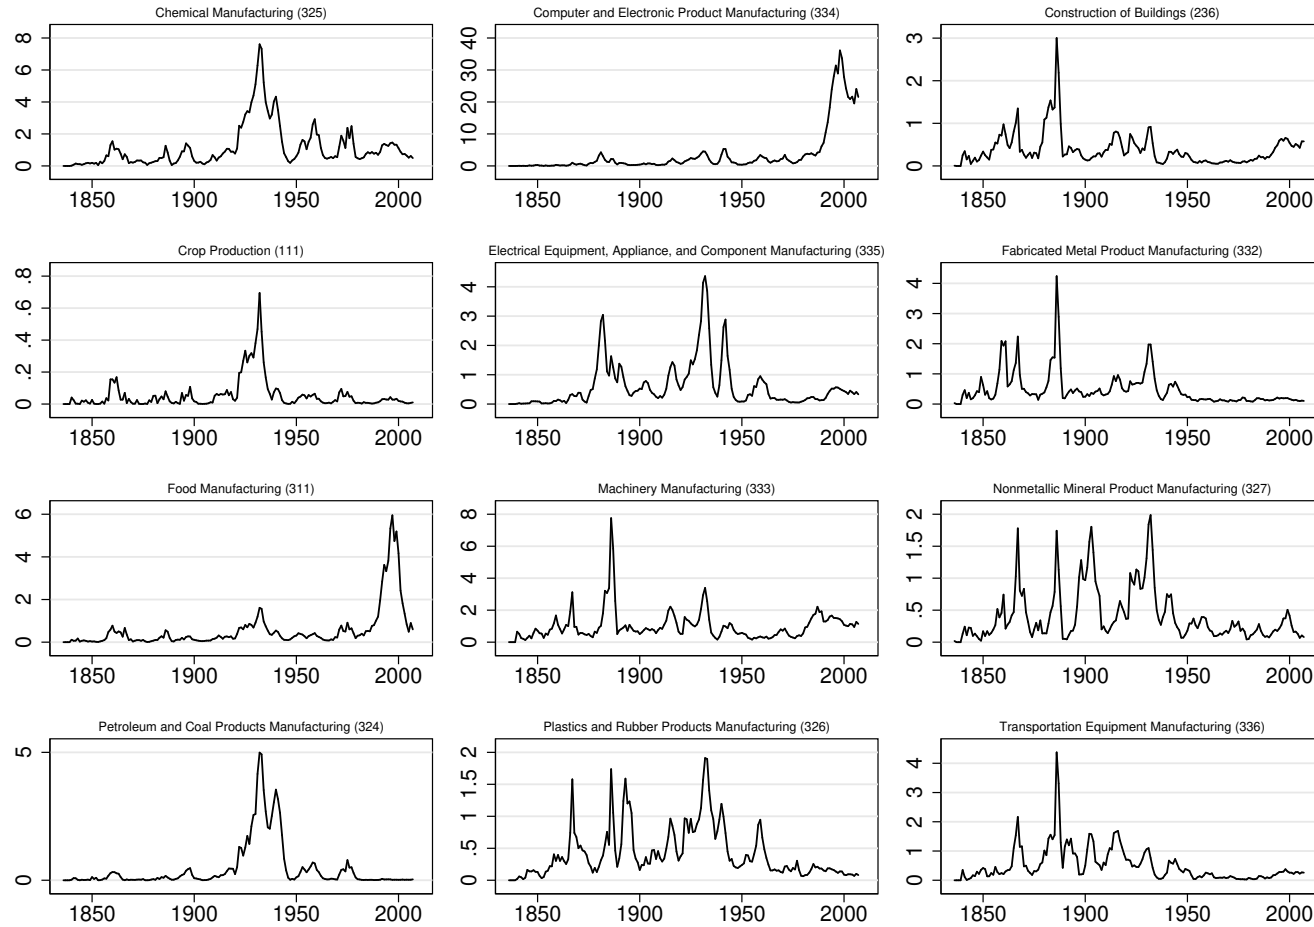 Chemical Manufacturing (325)
8
6
4
2
0
1850 1900 1950 2000
Computer and Electronic Product Manufacturing (334)
40
30
20
10
0
1850 1900 1950 2000
Construction of Buildings (236)
3
2
1
0
1850 1900 1950 2000
Crop Production (111)
.8
.6
.4
.2
0
1850 1900 1950 2000
Electrical Equipment, Appliance, and Component Manufacturing (335)
4
3
2
1
0
1850 1900 1950 2000
Fabricated Metal Product Manufacturing (332)
4
3
2
1
0
1850 1900 1950 2000
Food Manufacturing (311)
6
4
2
0
1850 1900 1950 2000
Machinery Manufacturing (333)
8
6
4
2
0
1850 1900 1950 2000
Nonmetallic Mineral Product Manufacturing (327)
2
1.5
1
.5
0
1850 1900 1950 2000
Petroleum and Coal Products Manufacturing (324)
5
0
1850 1900 1950 2000
Plastics and Rubber Products Manufacturing (326)
2
1.5
1
.5
0
1850 1900 1950 2000
Transportation Equipment Manufacturing (336)
4
3
2
1
0
1850 1900 1950 2000